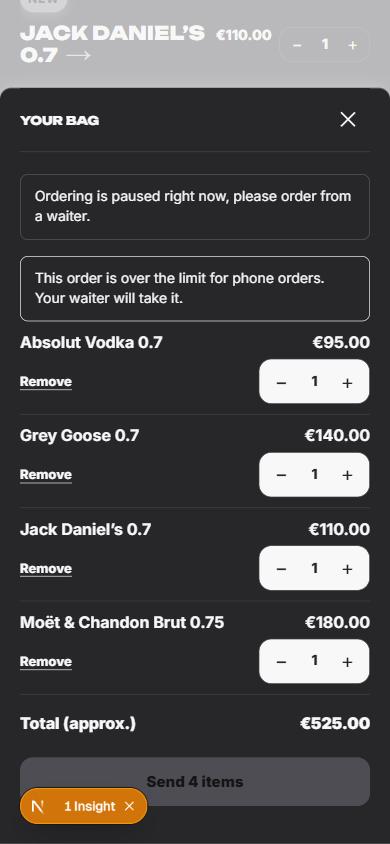 NEW
JACK DANIEL’S
0.7 →
€110.00
– 1 +
YOUR BAG
Ordering is paused right now, please order from
a waiter.
This order is over the limit for phone orders.
Your waiter will take it.
Absolut Vodka 0.7 €95.00
Remove – 1 +
Grey Goose 0.7 €140.00
Remove – 1 +
Jack Daniel’s 0.7 €110.00
Remove – 1 +
Moët & Chandon Brut 0.75 €180.00
Remove – 1 +
Total (approx.) €525.00
Send 4 items
N 1 Insight ×